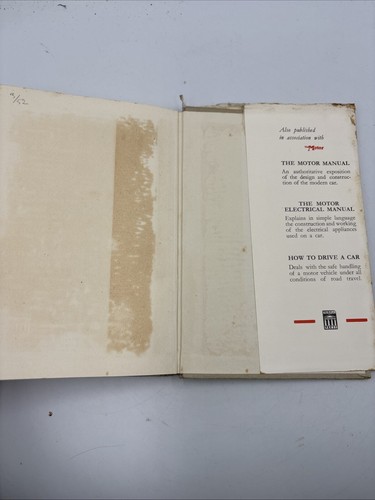 9/52
Also published
in association with
Motor
THE MOTOR MANUAL
An authoritative exposition
of the design and construc-
tion of the modern car.
THE MOTOR
ELECTRICAL MANUAL
Explains in simple language
the construction and working
of the electrical appliances
used on a car.
HOW TO DRIVE A CAR
Deals with the safe handling
of a motor vehicle under all
conditions of road travel.